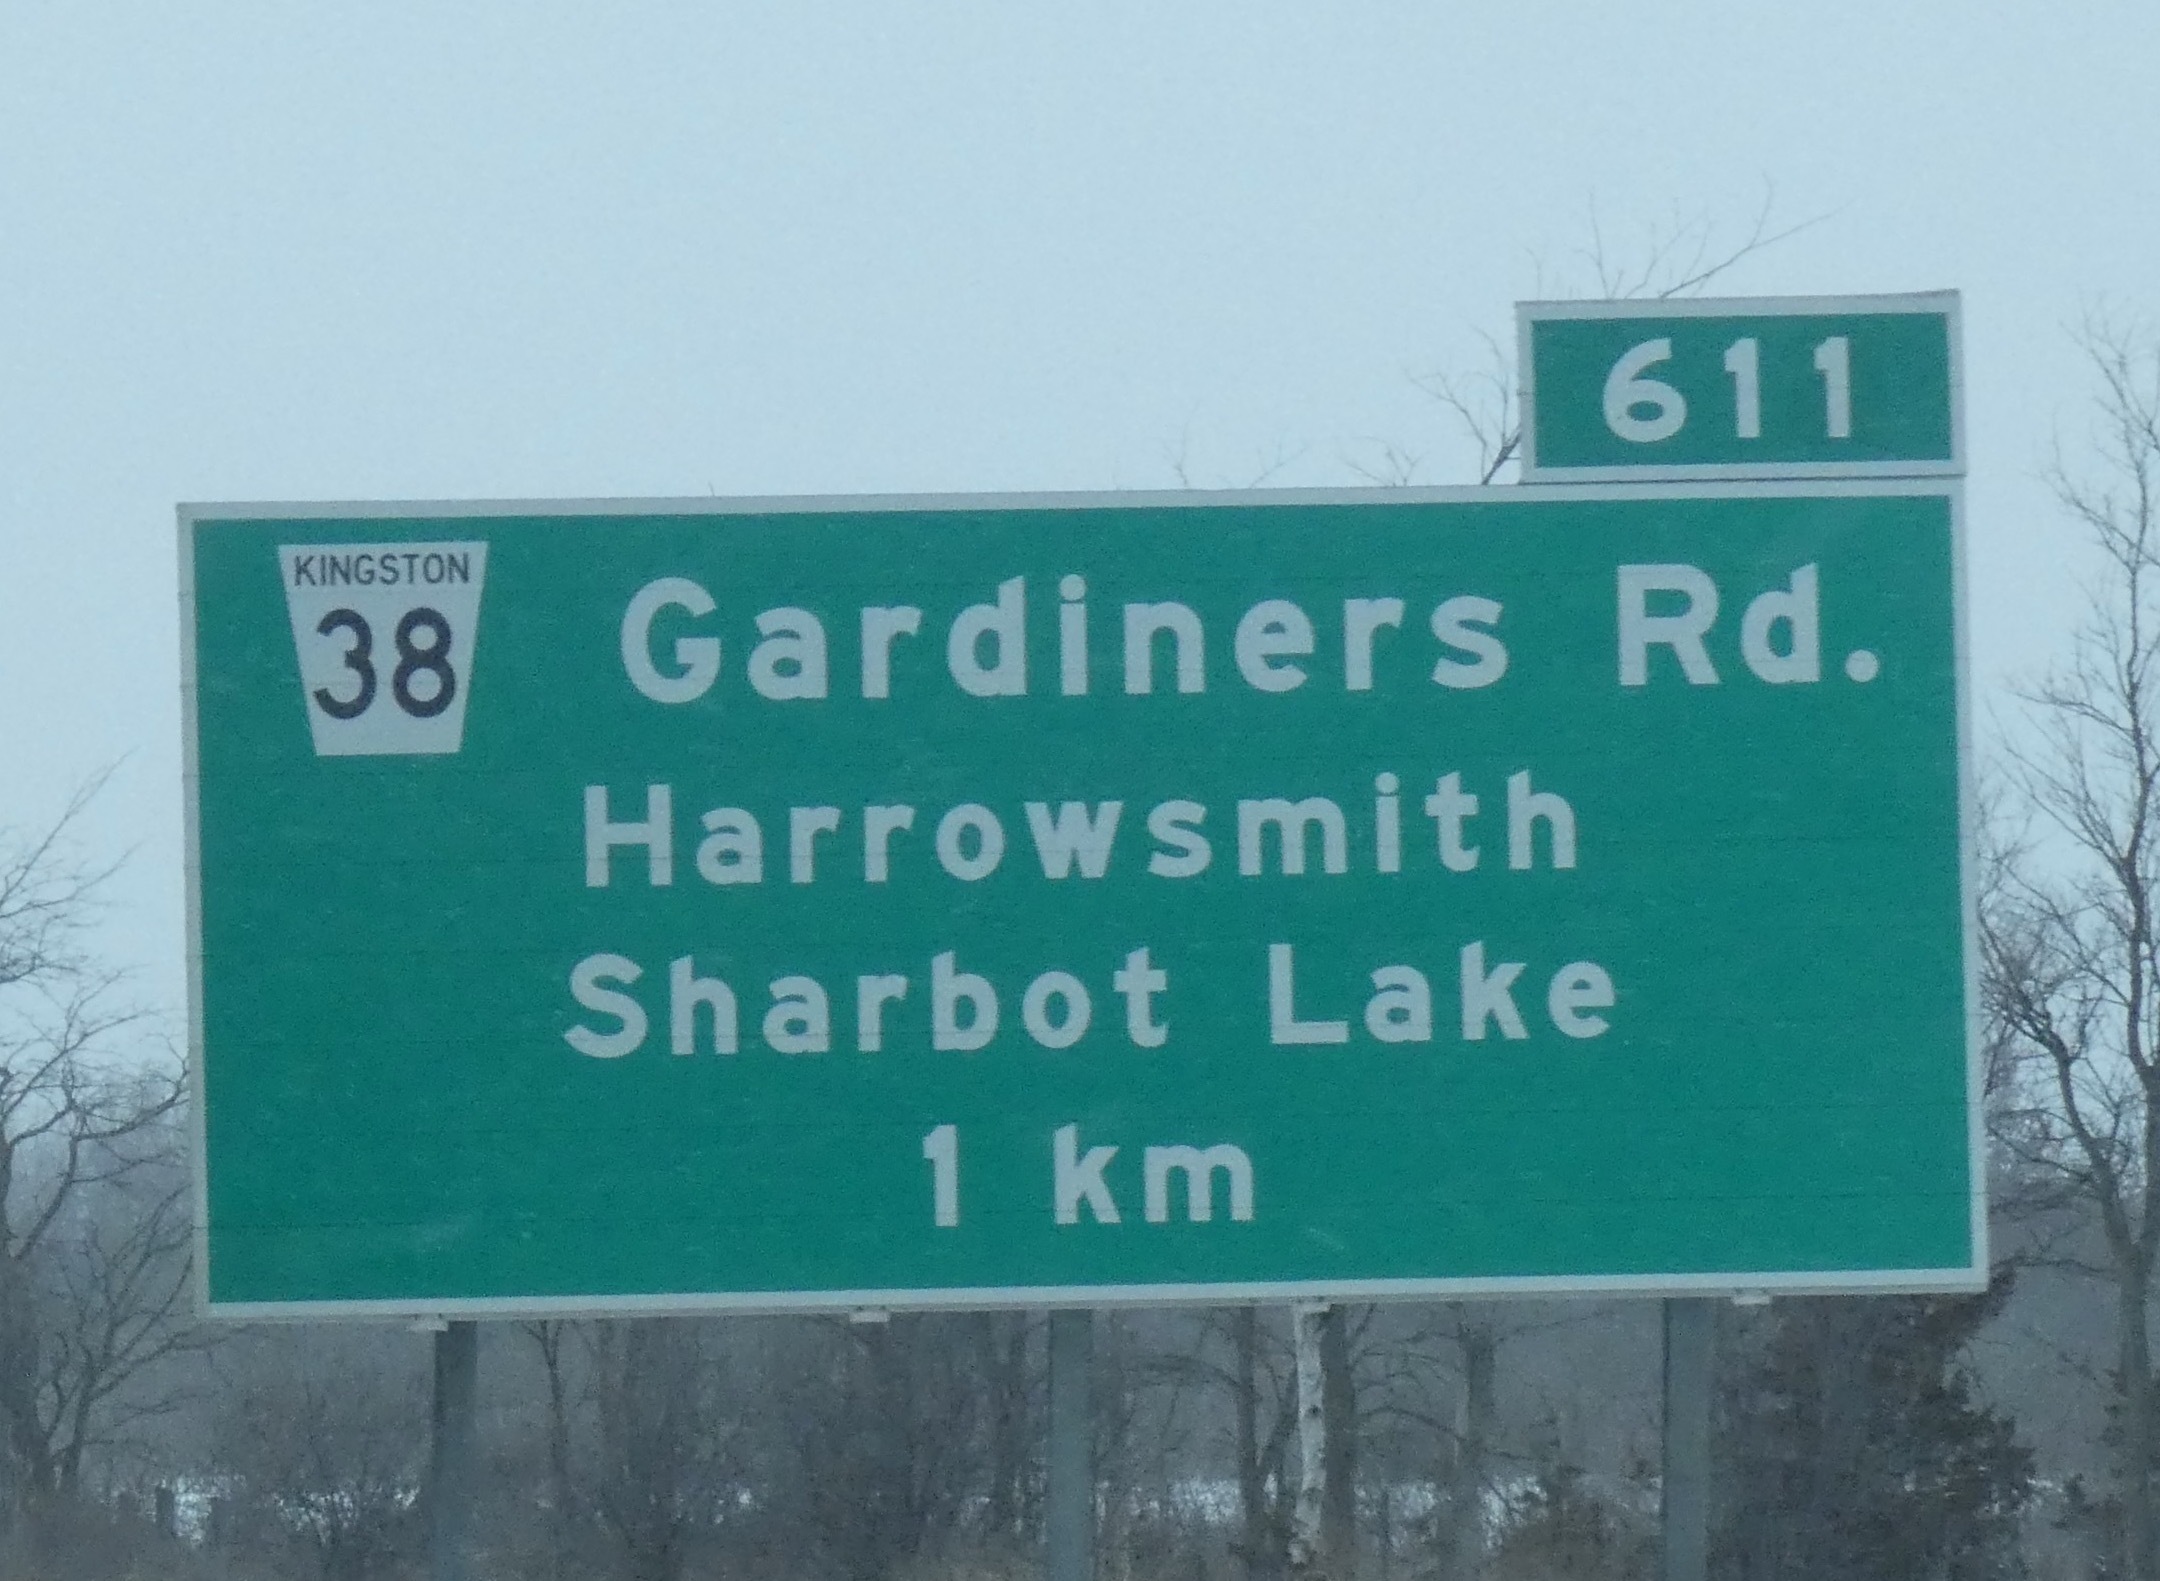 611
KINGSTON
38
Gardiners Rd.
Harrowsmith
Sharbot Lake
1 km